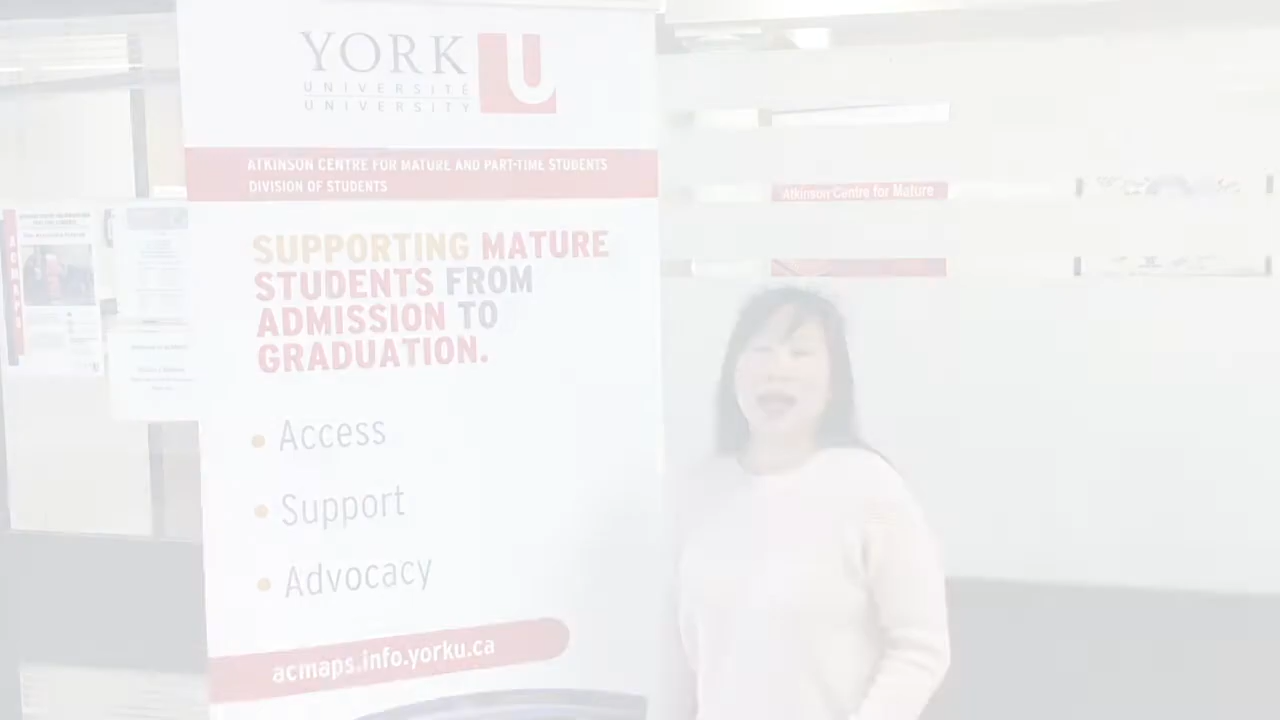 YORK U
UNIVERSITÉ
UNIVERSITY
ATKINSON CENTRE FOR MATURE AND PART-TIME STUDENTS
DIVISION OF STUDENTS
SUPPORTING MATURE
STUDENTS FROM
ADMISSION TO
GRADUATION.
• Access
• Support
• Advocacy
acmaps.info.yorku.ca
Atkinson Centre for Mature